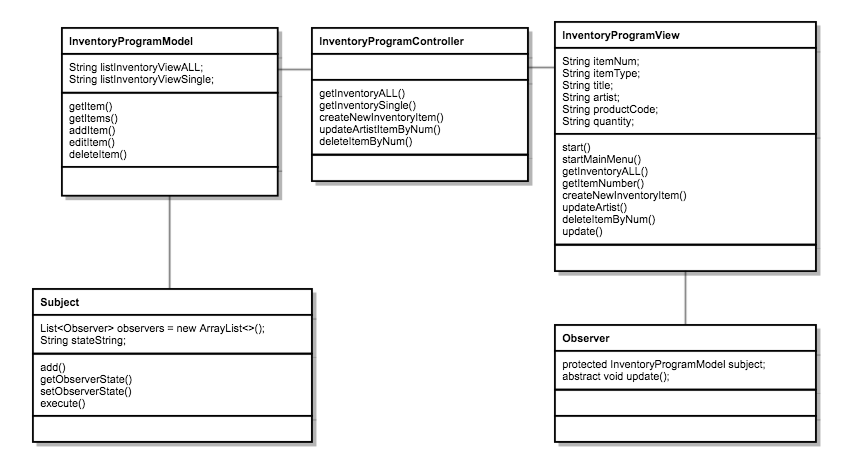 InventoryProgramModel
String listInventoryViewALL;
String listInventoryViewSingle;
getItem()
getItems()
addItem()
editItem()
deleteItem()
InventoryProgramController
getInventoryALL()
getInventorySingle()
createNewInventoryItem()
updateArtistItemByNum()
deleteItemByNum()
InventoryProgramView
String itemNum;
String itemType;
String title;
String artist;
String productCode;
String quantity;
start()
startMainMenu()
getInventoryALL()
getItemNumber()
createNewInventoryItem()
updateArtist()
deleteItemByNum()
update()
Subject
List<Observer> observers = new ArrayList<>();
String stateString;
add()
getObserverState()
setObserverState()
execute()
Observer
protected InventoryProgramModel subject;
abstract void update();